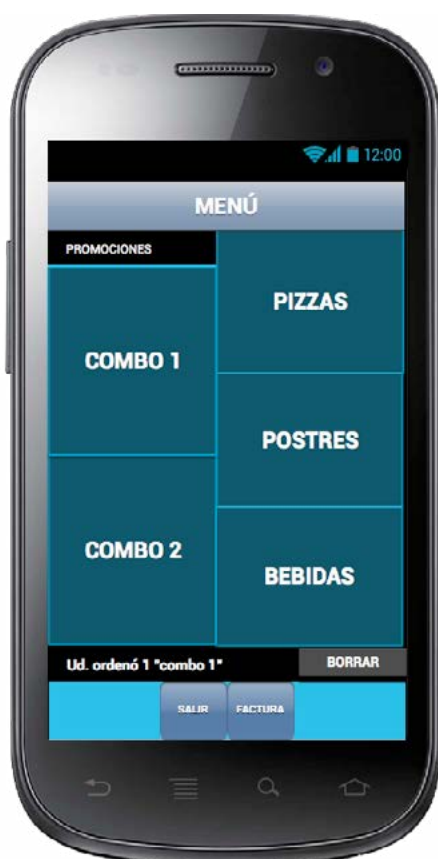 12:00
MENÚ
PROMOCIONES
COMBO 1
COMBO 2
PIZZAS
POSTRES
BEBIDAS
Ud. ordenó 1 "combo 1"
BORRAR
SALIR
FACTURA